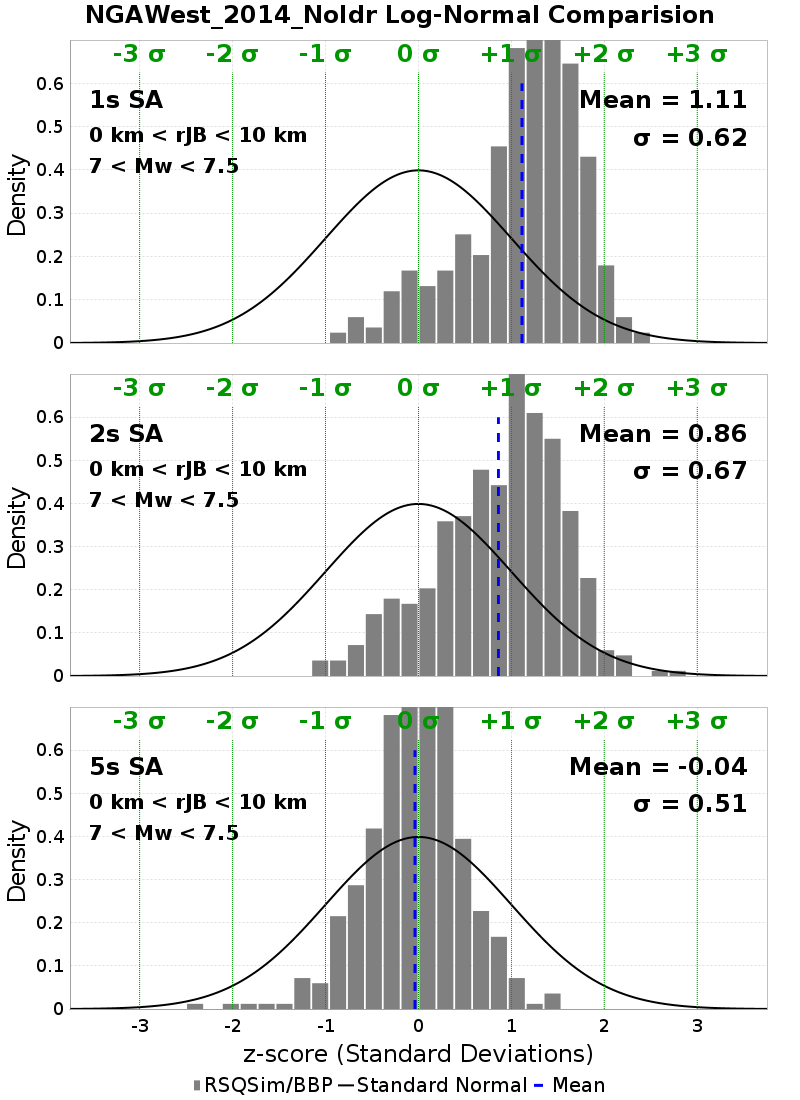 NGAWest_2014_NoIdr Log-Normal Comparision
-3 σ -2 σ -1 σ 0 σ +1 σ +2 σ +3 σ
1s SA
0 km < rJB < 10 km
7 < Mw < 7.5
Mean = 1.11
σ = 0.62
Density
0.6
0.5
0.4
0.3
0.2
0.1
0
-3 σ -2 σ -1 σ 0 σ +1 σ +2 σ +3 σ
2s SA
0 km < rJB < 10 km
7 < Mw < 7.5
Mean = 0.86
σ = 0.67
Density
0.6
0.5
0.4
0.3
0.2
0.1
0
-3 σ -2 σ -1 σ 0 σ +1 σ +2 σ +3 σ
5s SA
0 km < rJB < 10 km
7 < Mw < 7.5
Mean = -0.04
σ = 0.51
Density
0.6
0.5
0.4
0.3
0.2
0.1
0
-3 -2 -1 0 1 2 3
z-score (Standard Deviations)
RSQSim/BBP Standard Normal Mean